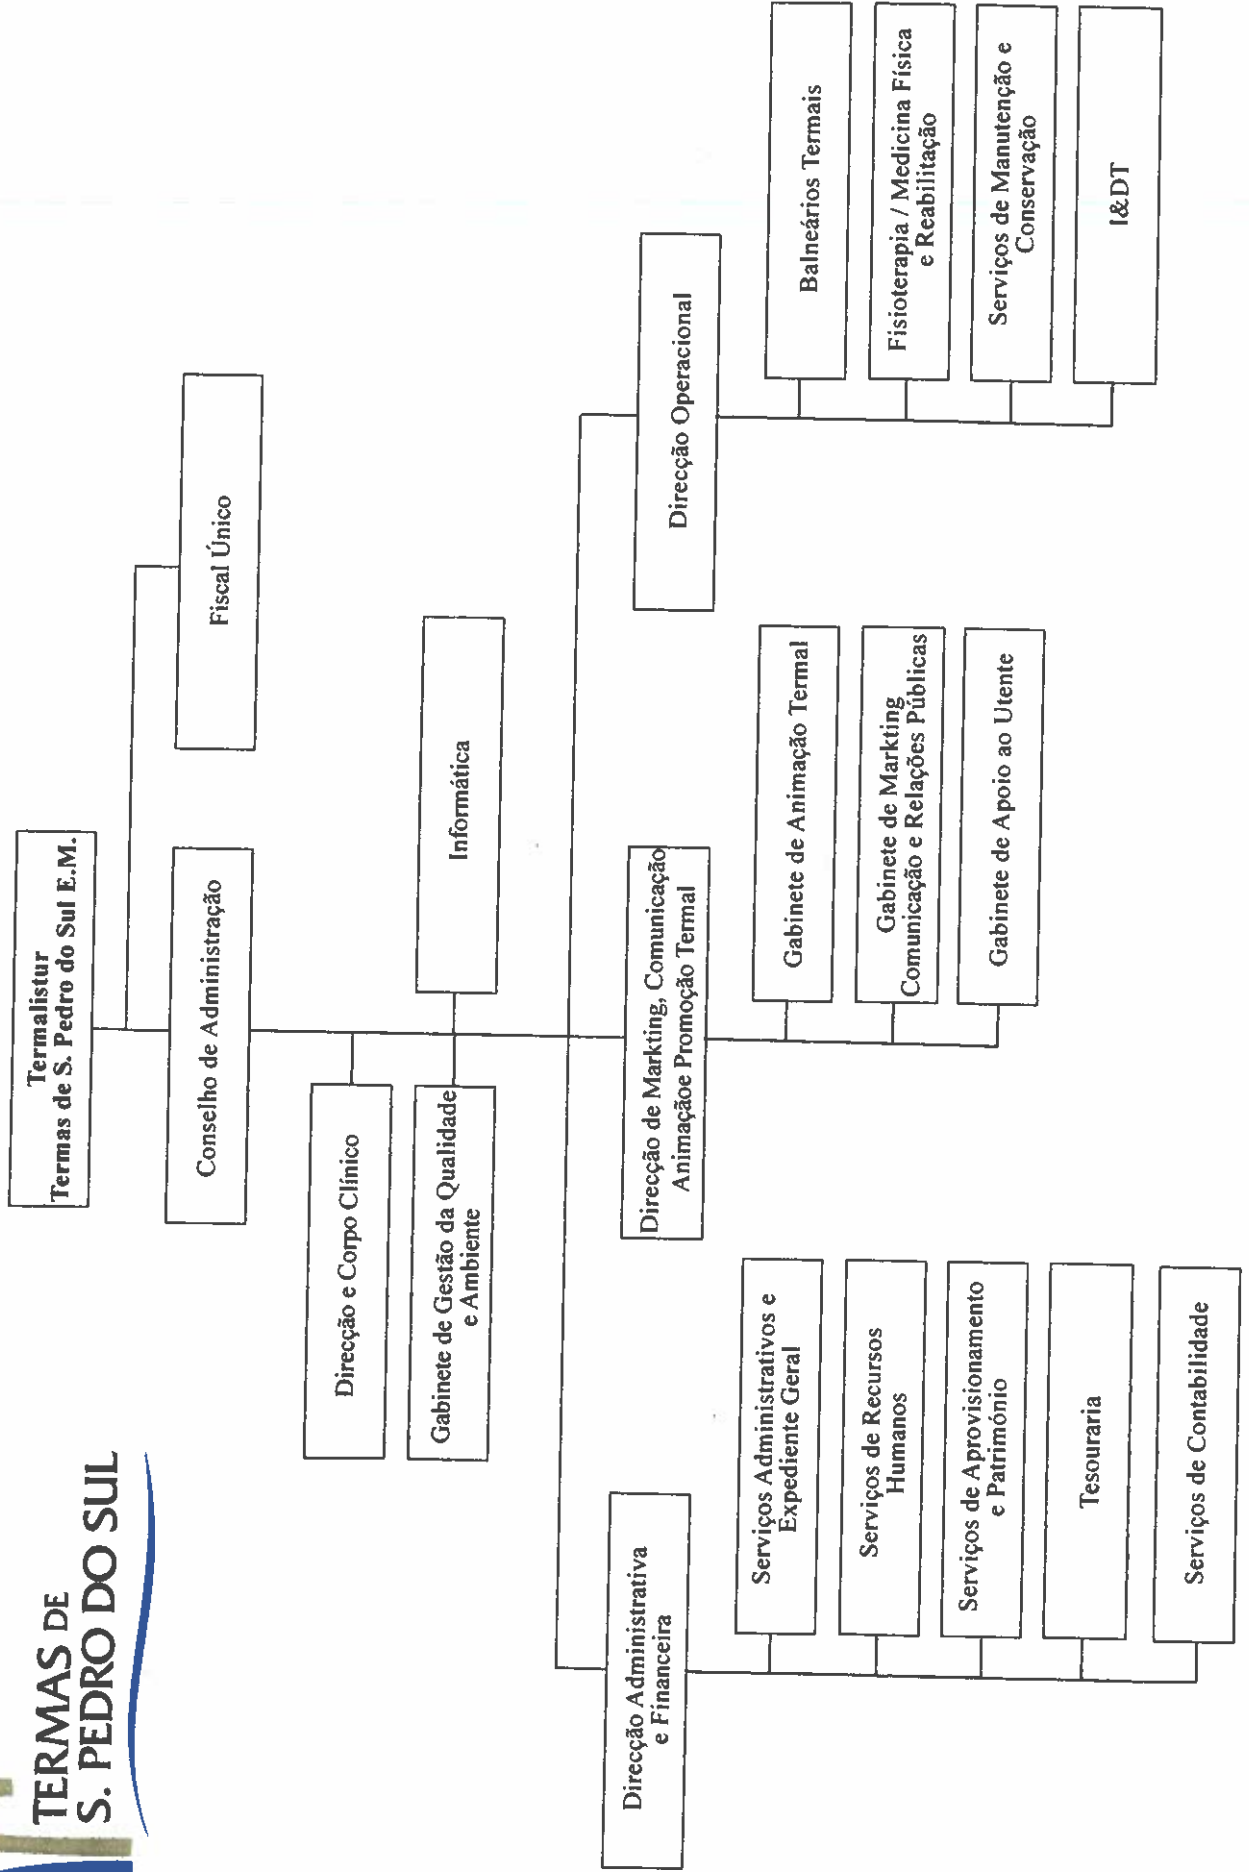 TERMAS DE
S. PEDRO DO SUL
Termalistur
Termas de S. Pedro do Sul E.M.
Conselho de Administração
Fiscal Único
Direcção e Corpo Clínico
Gabinete de Gestão da Qualidade
e Ambiente
Informática
Direcção Administrativa
e Financeira
Serviços Administrativos e
Expediente Geral
Serviços de Recursos
Humanos
Serviços de Aprovisionamento
e Património
Tesouraria
Serviços de Contabilidade
Direcção de Markting, Comunicação
Animaçãoe Promoção Termal
Gabinete de Animação Termal
Gabinete de Markting
Comunicação e Relações Públicas
Gabinete de Apoio ao Utente
Direcção Operacional
Balneários Termais
Fisioterapia / Medicina Física
e Reabilitação
Serviços de Manutenção e
Conservação
I&DT